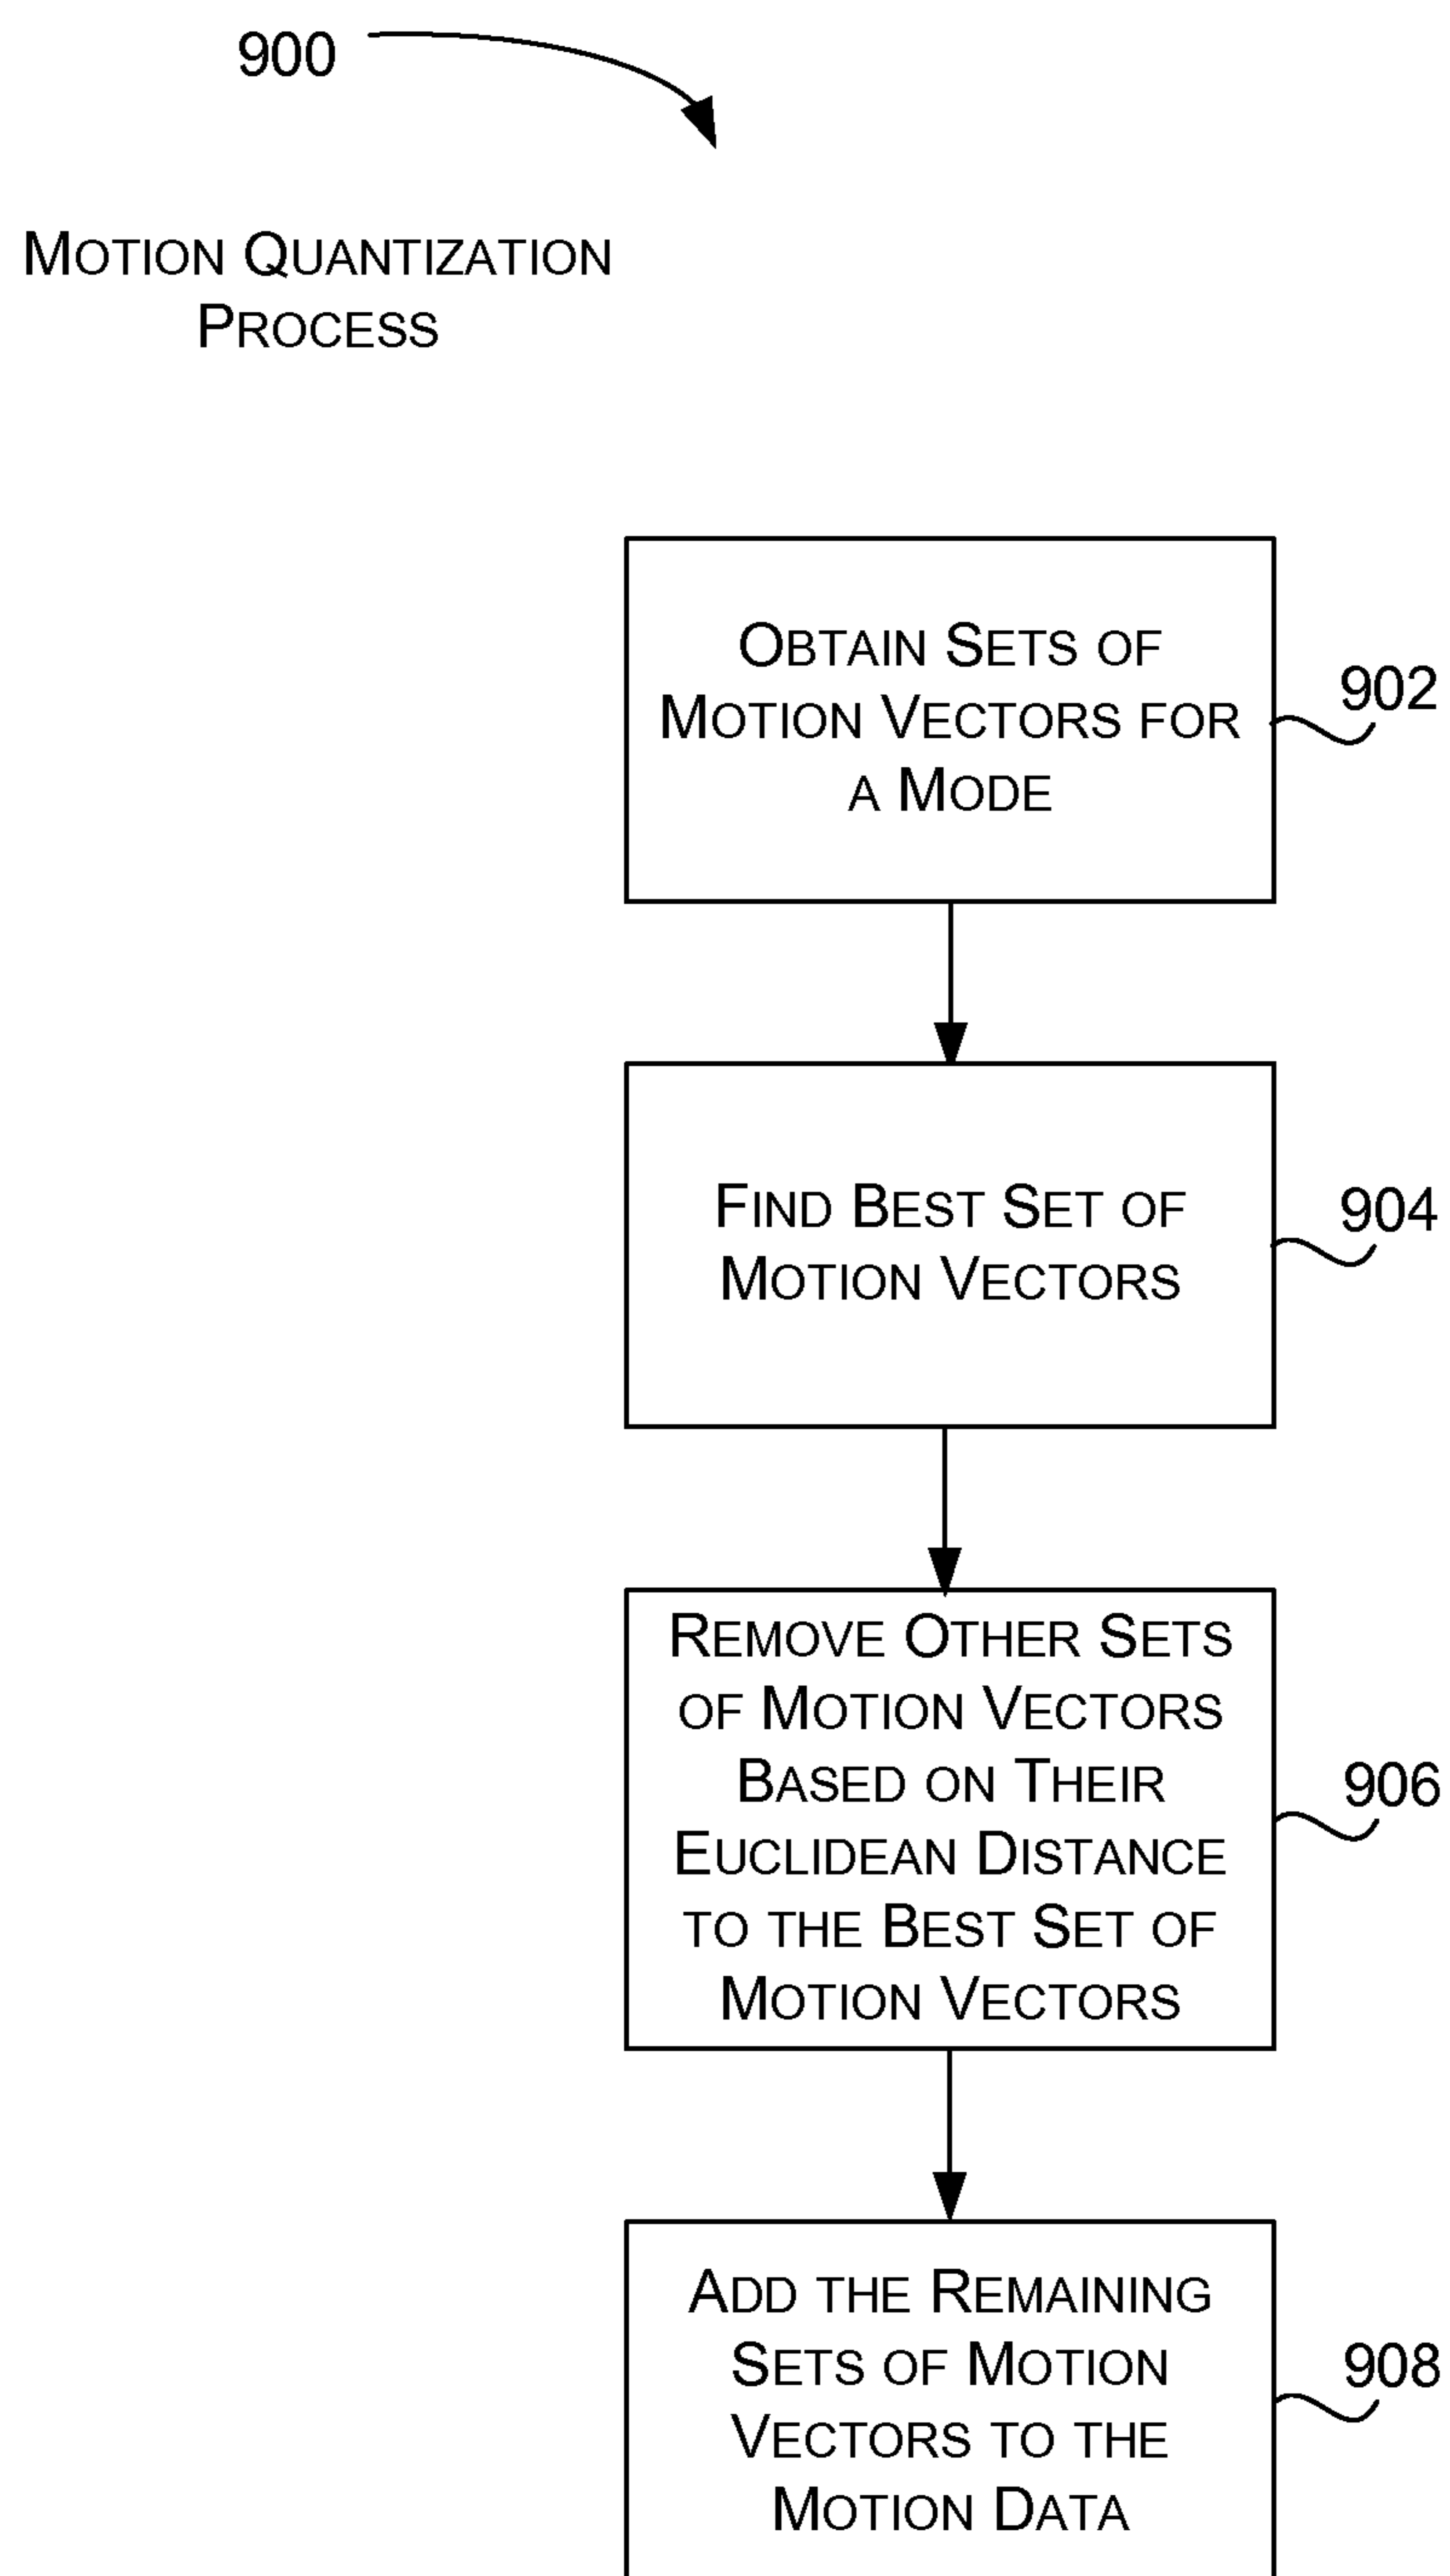 900
MOTION QUANTIZATION
PROCESS
OBTAIN SETS OF
MOTION VECTORS FOR
A MODE
902
FIND BEST SET OF
MOTION VECTORS
904
REMOVE OTHER SETS
OF MOTION VECTORS
BASED ON THEIR
EUCLIDEAN DISTANCE
TO THE BEST SET OF
MOTION VECTORS
906
ADD THE REMAINING
SETS OF MOTION
VECTORS TO THE
MOTION DATA
908